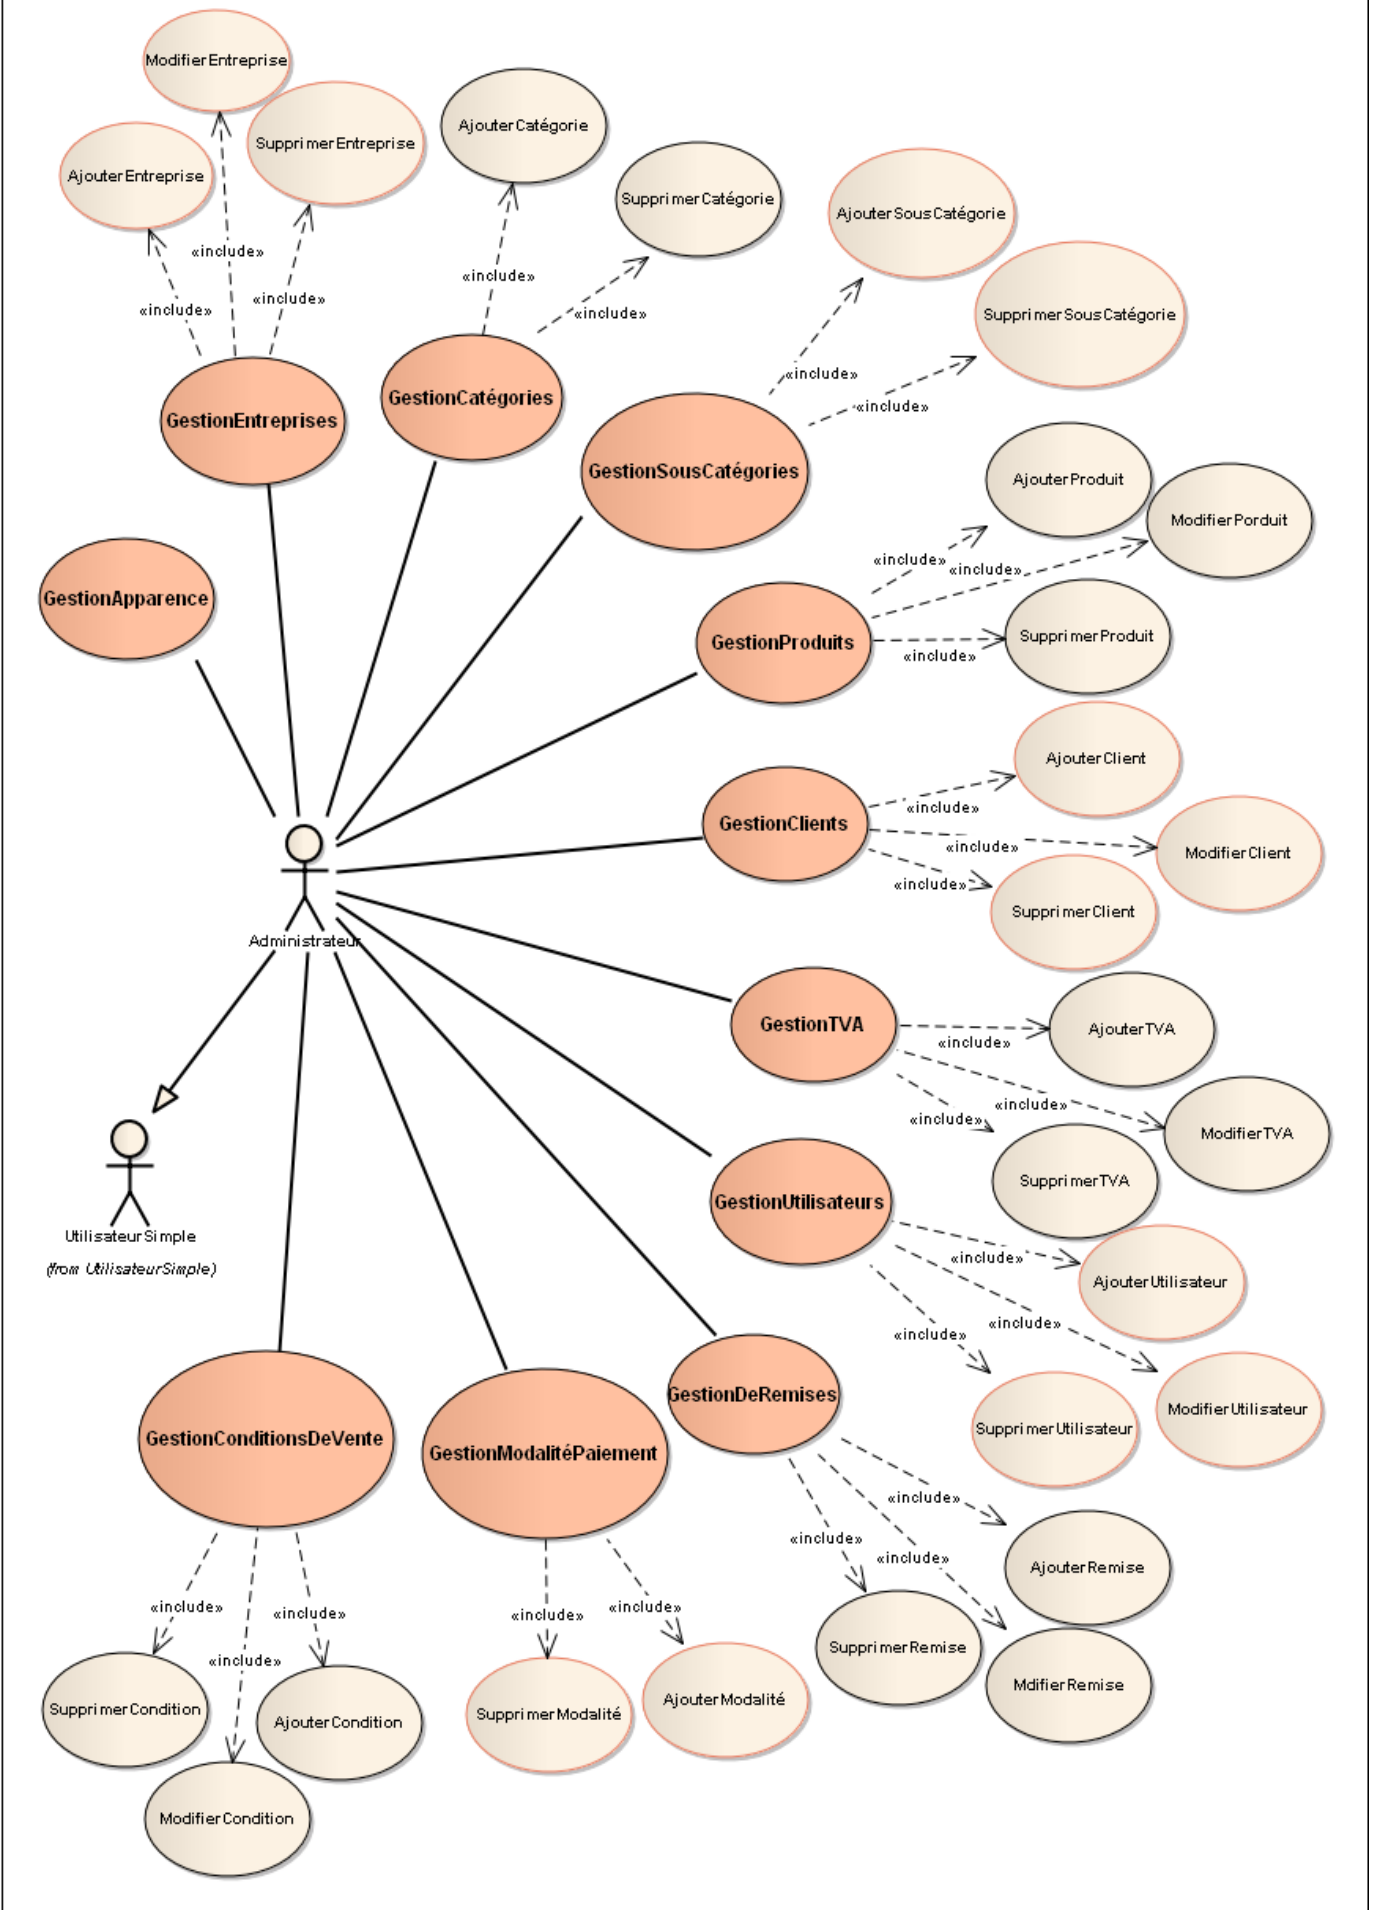 ModifierEntreprise
SupprimerEntreprise
AjouterEntreprise
AjouterCatégorie
SupprimerCatégorie
AjouterSousCatégorie
SupprimerSousCatégorie
«include»
«include»
«include»
«include»
«include»
«include»
«include»
GestionEntreprises
GestionCatégories
GestionSousCatégories
AjouterProduit
ModifierPorduit
«include»
«include»
GestionApparence
GestionProduits
SupprimerProduit
«include»
AjouterClient
«include»
GestionClients
«include»
ModifierClient
«include»
SupprimerClient
Administrateur
GestionTVA
AjouterTVA
«include»
«include»
«include»
ModifierTVA
SupprimerTVA
GestionUtilisateurs
UtilisateurSimple
(from UtilisateurSimple)
«include»
AjouterUtilisateur
«include»
«include»
GestionDeRemises
ModifierUtilisateur
SupprimerUtilisateur
GestionConditionsDeVente
GestionModalitéPaiement
«include»
«include»
«include»
AjouterRemise
«include»
«include»
«include»
«include»
«include»
SupprimerRemise
MdifierRemise
SupprimerCondition
AjouterCondition
SupprimerModalité
AjouterModalité
ModifierCondition